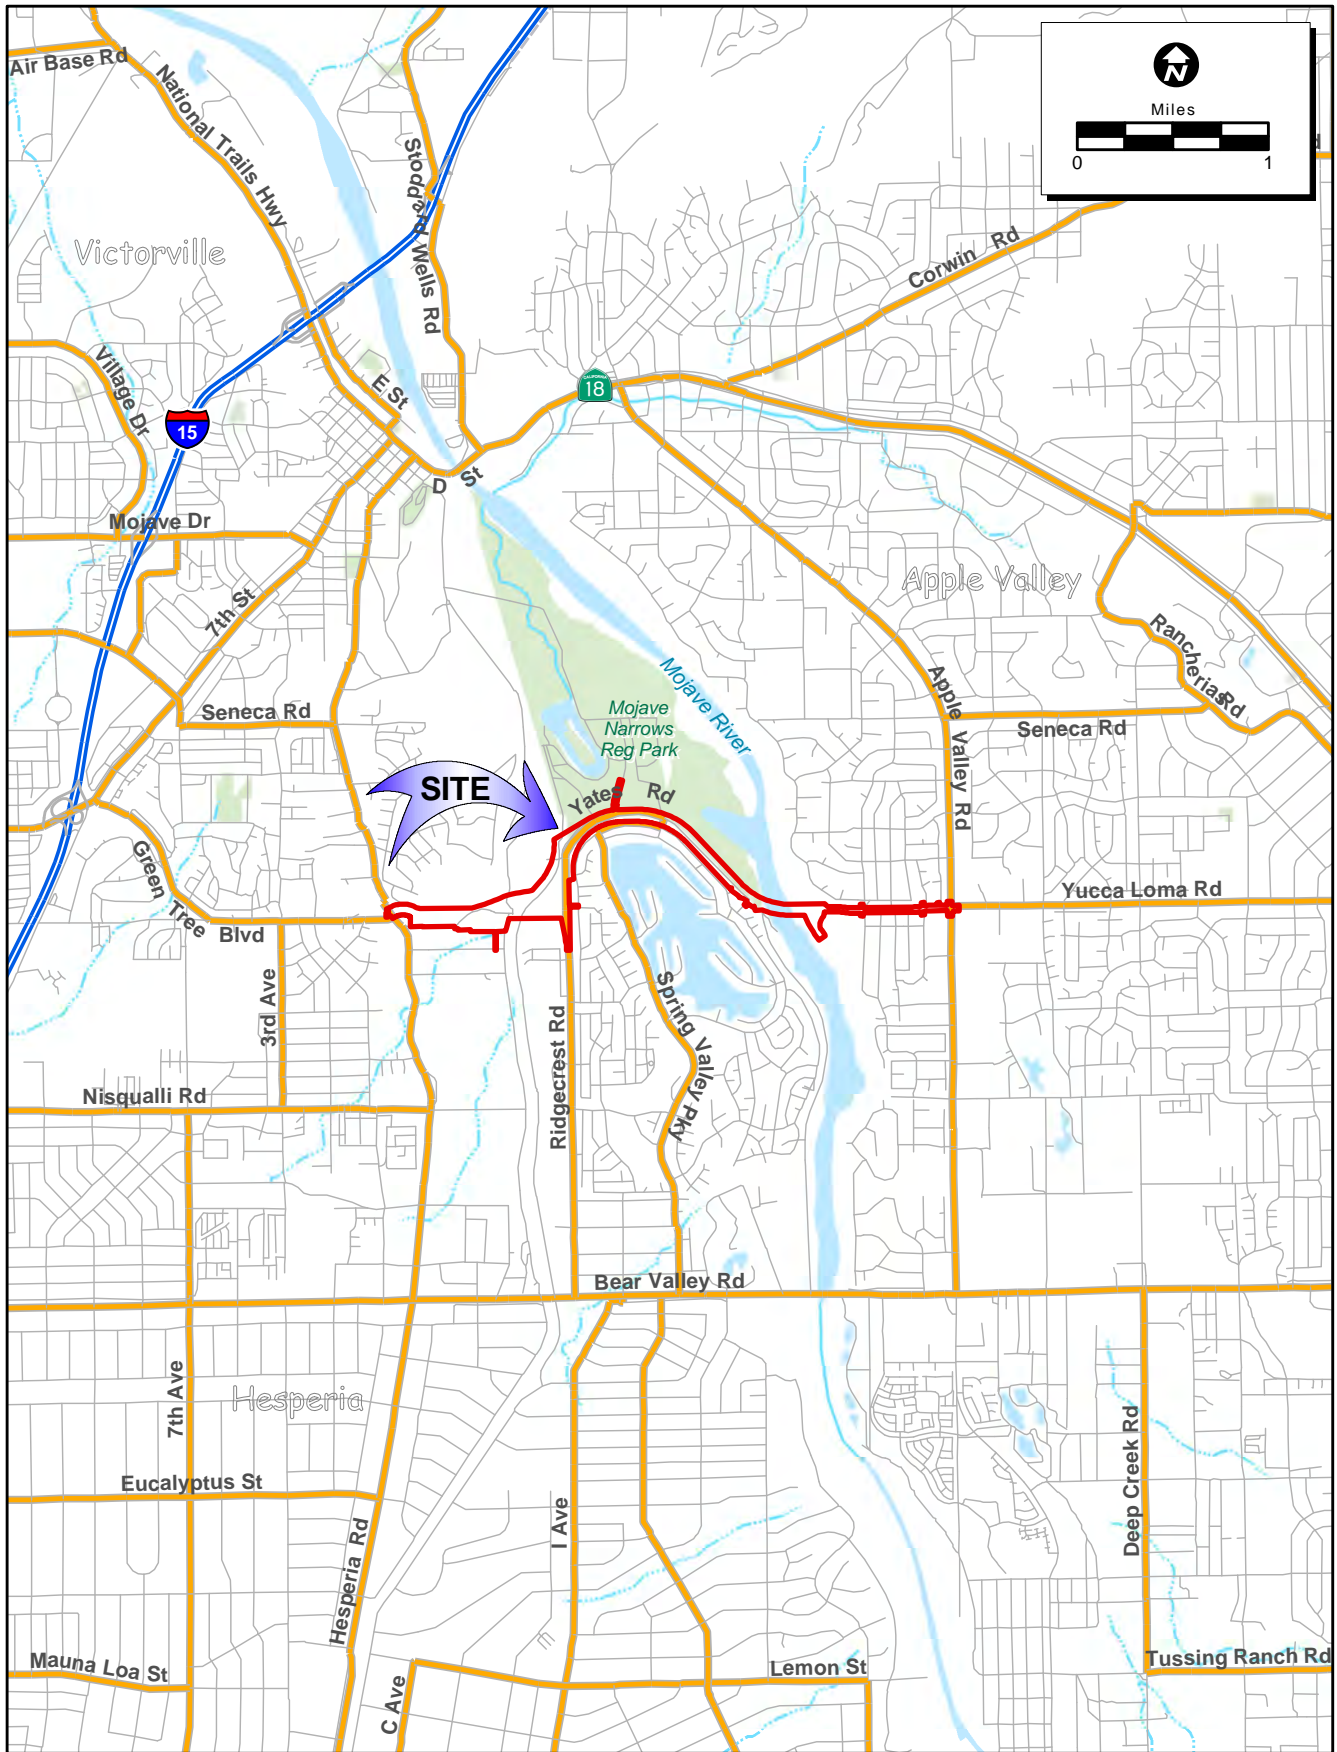 Air Base Rd
National Trails Hwy
Stoddard Wells Rd
N
Miles
0 1
Victorville
Corwin Rd
Village Dr
E St
CALIFORNIA
18
15
D St
Mojave Dr
Apple Valley
7th St
Rancherias Rd
Mojave River
Apple Valley Rd
Seneca Rd
Mojave
Narrows
Reg Park
Seneca Rd
SITE
Yates Rd
Green Tree Blvd
Yucca Loma Rd
3rd Ave
Spring Valley Pky
Ridgecrest Rd
Nisqualli Rd
Bear Valley Rd
7th Ave
Hesperia
Deep Creek Rd
Eucalyptus St
I Ave
Hesperia Rd
Mauna Loa St
C Ave
Lemon St
Tussing Ranch Rd